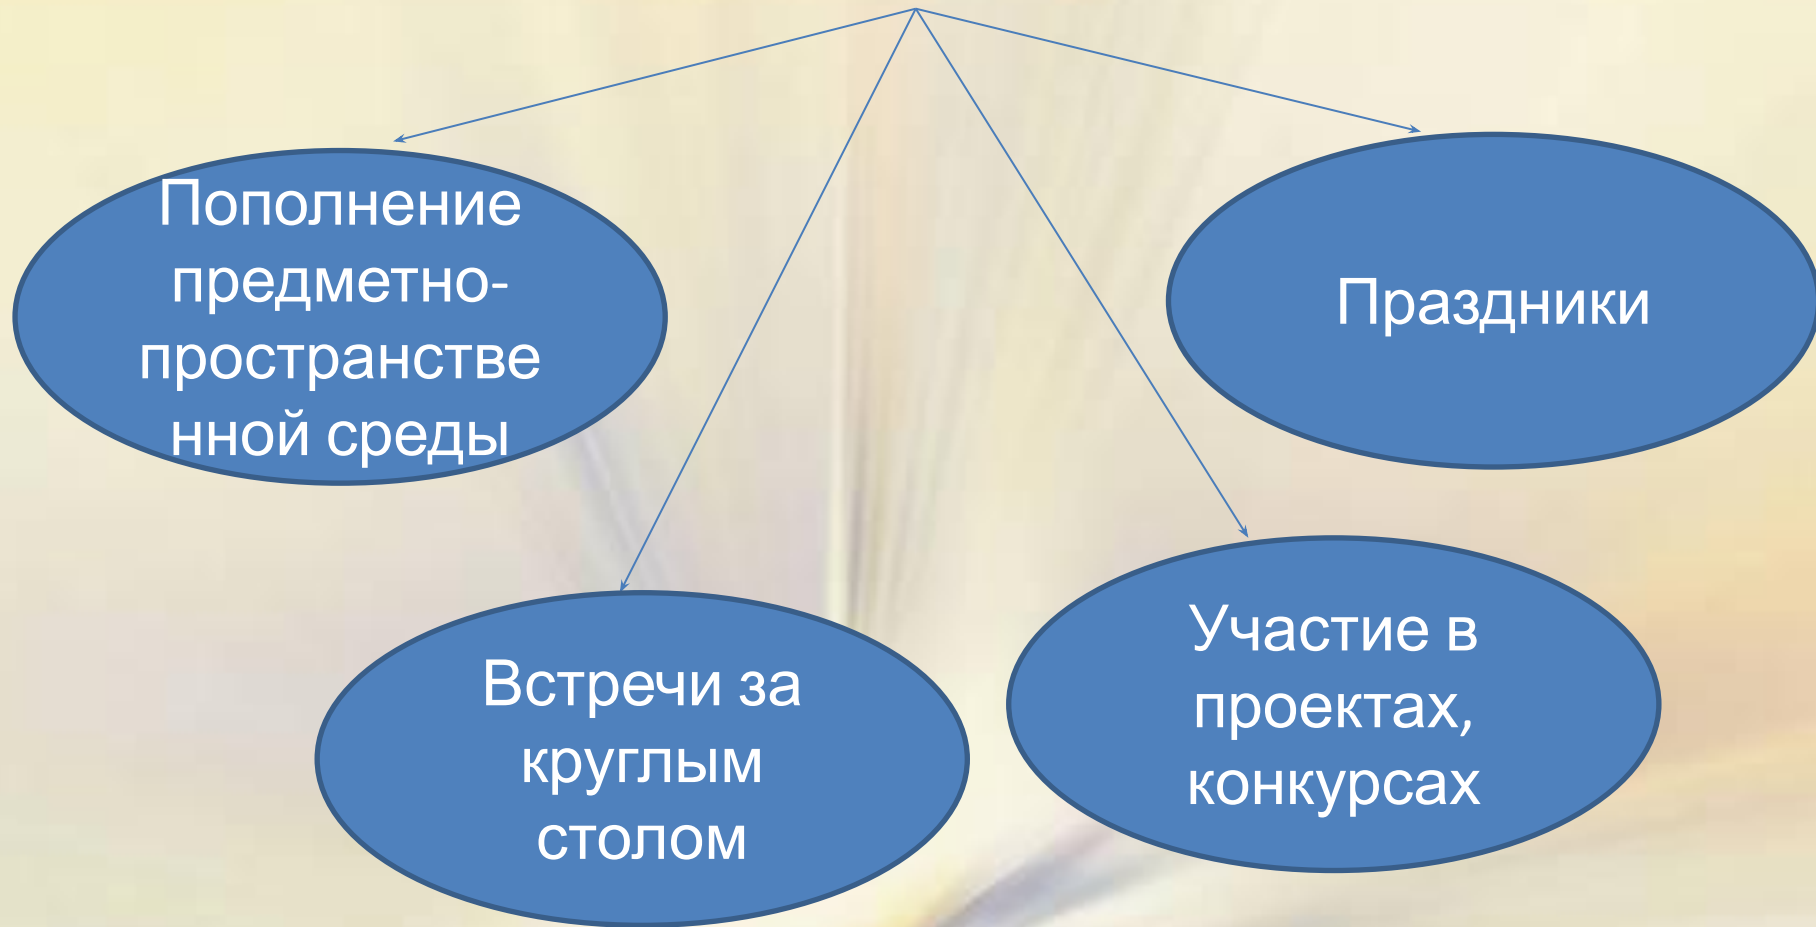 Пополнение
предметно-
пространстве
нной среды
Праздники
Встречи за
круглым
столом
Участие в
проектах,
конкурсах